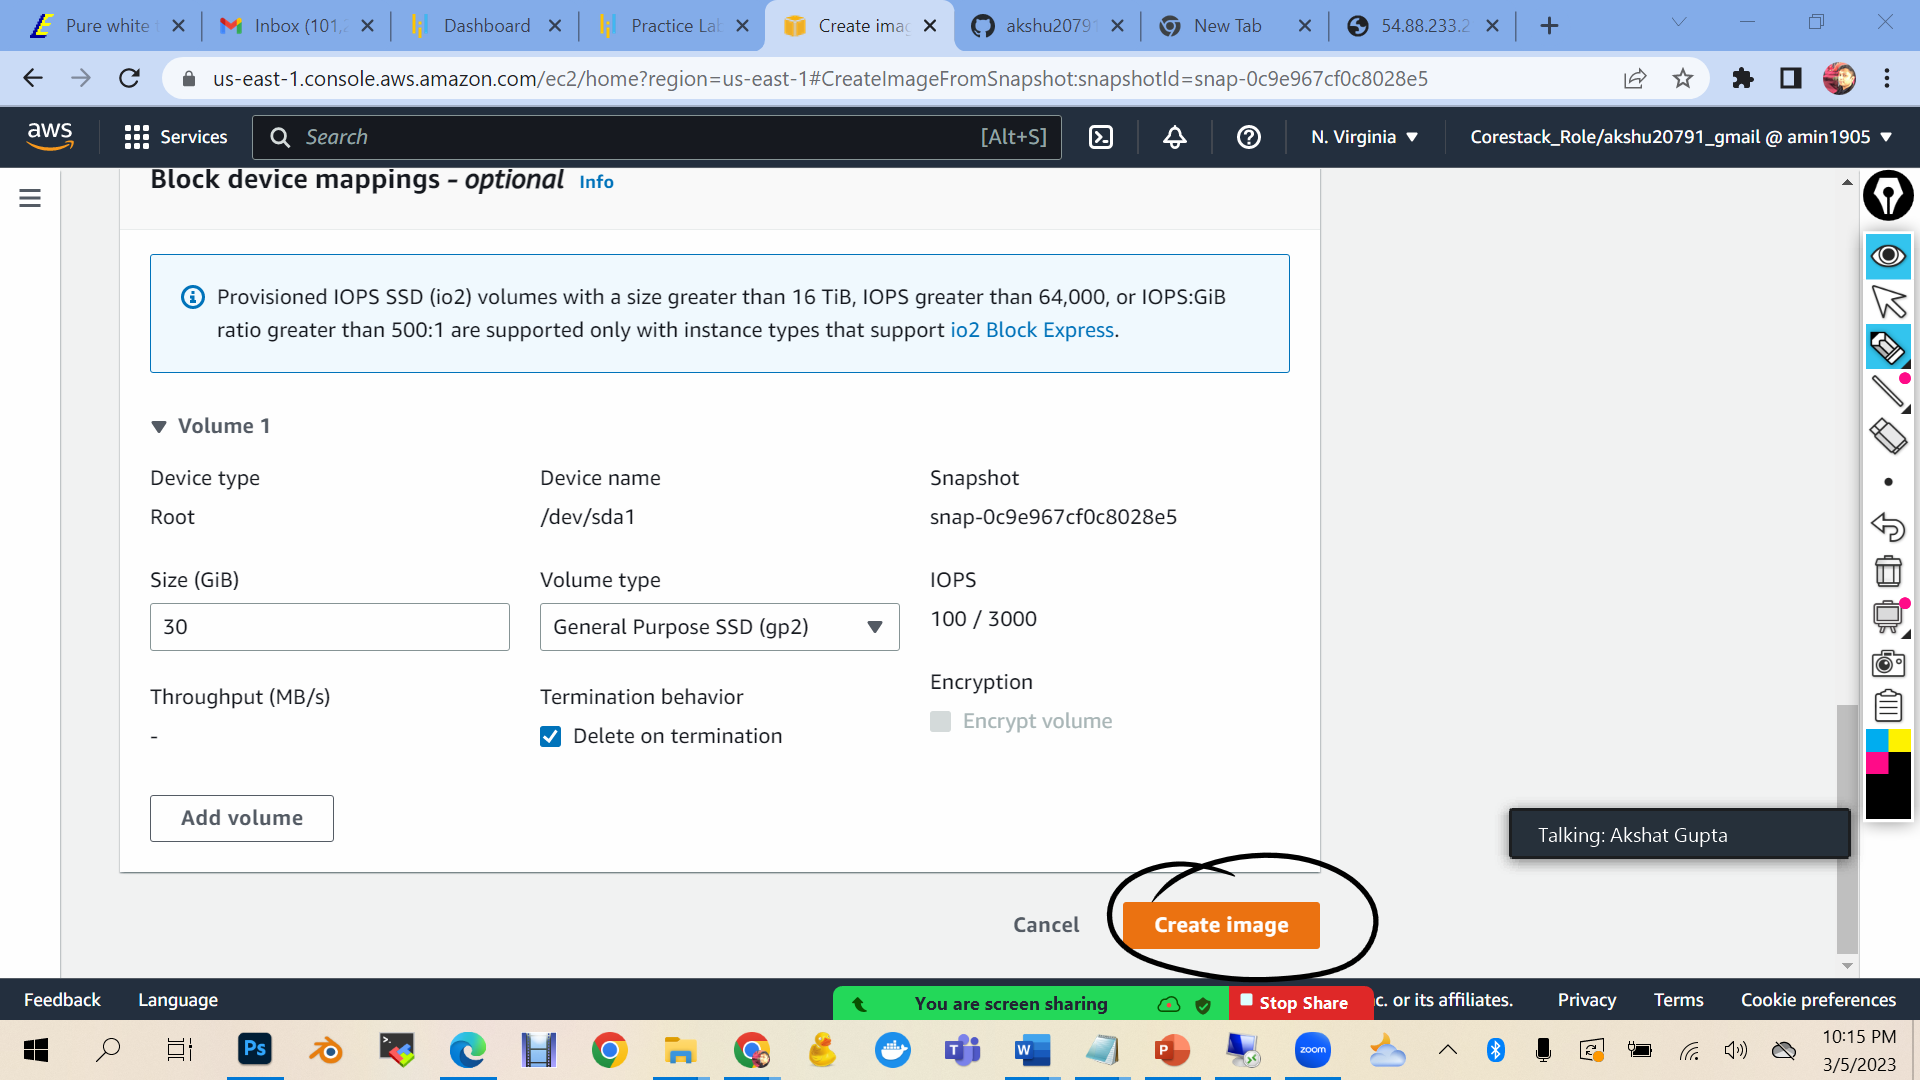 Pure white
Inbox (101,
Dashboard
Practice Lab
Create imag
akshu20791
New Tab
54.88.233.2
us-east-1.console.aws.amazon.com/ec2/home?region=us-east-1#CreateImageFromSnapshot:snapshotId=snap-0c9e967cf0c8028e5
aws
Services
Search
[Alt+S]
N. Virginia
Corestack_Role/akshu20791_gmail @ amin1905
Block device mappings - optional Info
Provisioned IOPS SSD (io2) volumes with a size greater than 16 TiB, IOPS greater than 64,000, or IOPS:GiB
ratio greater than 500:1 are supported only with instance types that support io2 Block Express.
Volume 1
Device type
Device name
Snapshot
Root
/dev/sda1
snap-0c9e967cf0c8028e5
Size (GiB)
Volume type
IOPS
30
General Purpose SSD (gp2)
100 / 3000
Throughput (MB/s)
Termination behavior
Encryption
-
Delete on termination
Encrypt volume
Add volume
Talking: Akshat Gupta
Cancel
Create image
Feedback
Language
You are screen sharing
Stop Share
c. or its affiliates.
Privacy
Terms
Cookie preferences
Ps
W
P
zoom
10:15 PM
3/5/2023